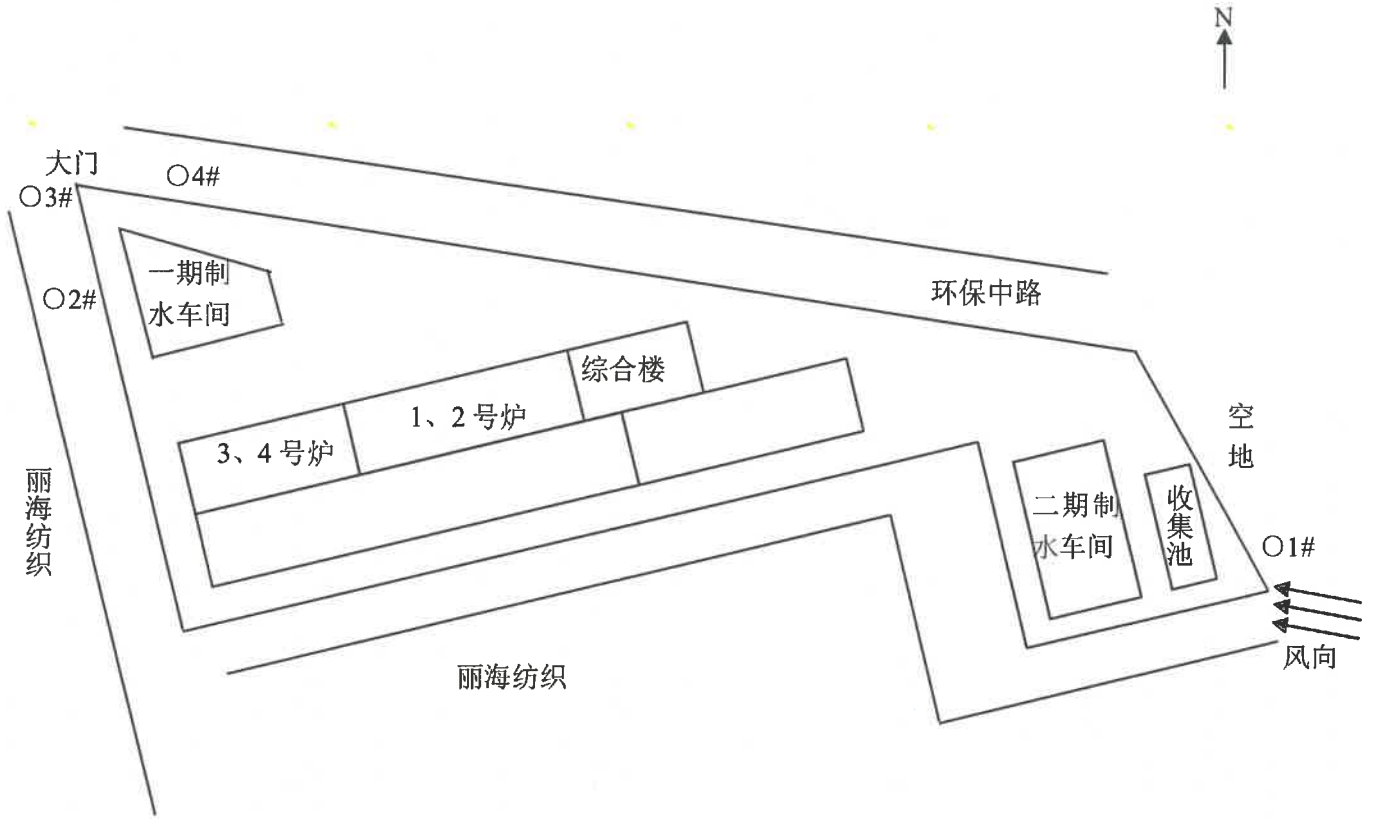 N
大门
○4#
○3#
一期制
水车间
○2#
环保中路
综合楼
1、2 号炉
3、4 号炉
空
地
丽
海
纺
织
二期制
水车间
收
集
池
○1#
风向
丽海纺织